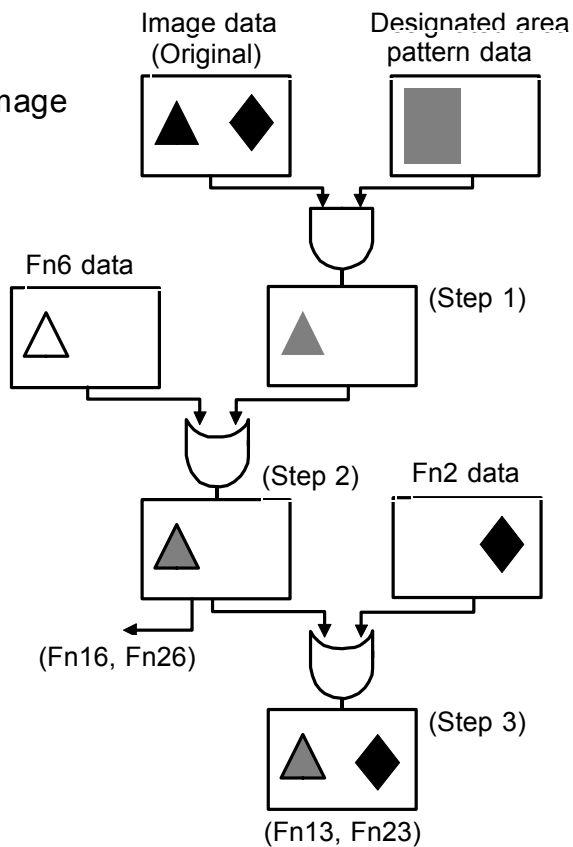 Image data
(Original)
Designated area
pattern data
Fn6 data
(Step 1)
(Step 2)
Fn2 data
(Fn16, Fn26)
(Step 3)
(Fn13, Fn23)